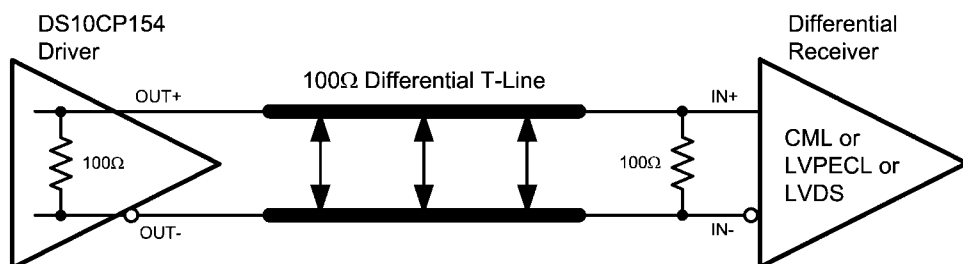 DS10CP154
Driver
Differential
Receiver
100Ω Differential T-Line
OUT+
IN+
100Ω
100Ω
CML or
LVPECL or
LVDS
OUT-
IN-